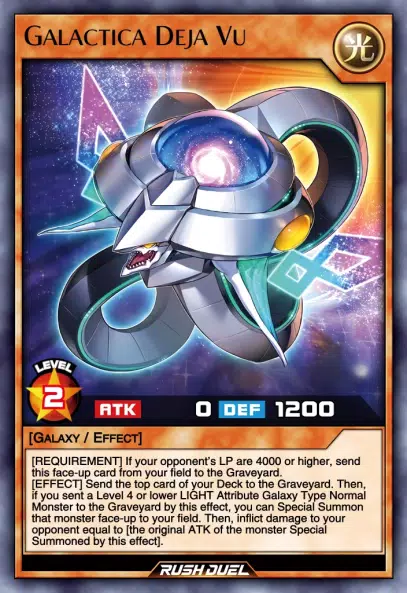 GALACTICA DEJA VU
光
LEVEL
2
ATK 0 DEF 1200
[GALAXY / EFFECT]
[REQUIREMENT] If your opponent's LP are 4000 or higher, send
this face-up card from your field to the Graveyard.
[EFFECT] Send the top card of your Deck to the Graveyard. Then,
if you sent a Level 4 or lower LIGHT Attribute Galaxy Type Normal
Monster to the Graveyard by this effect, you can Special Summon
that monster face-up to your field. Then, inflict damage to your
opponent equal to [the original ATK of the monster Special
Summoned by this effect].
RUSH DUEL